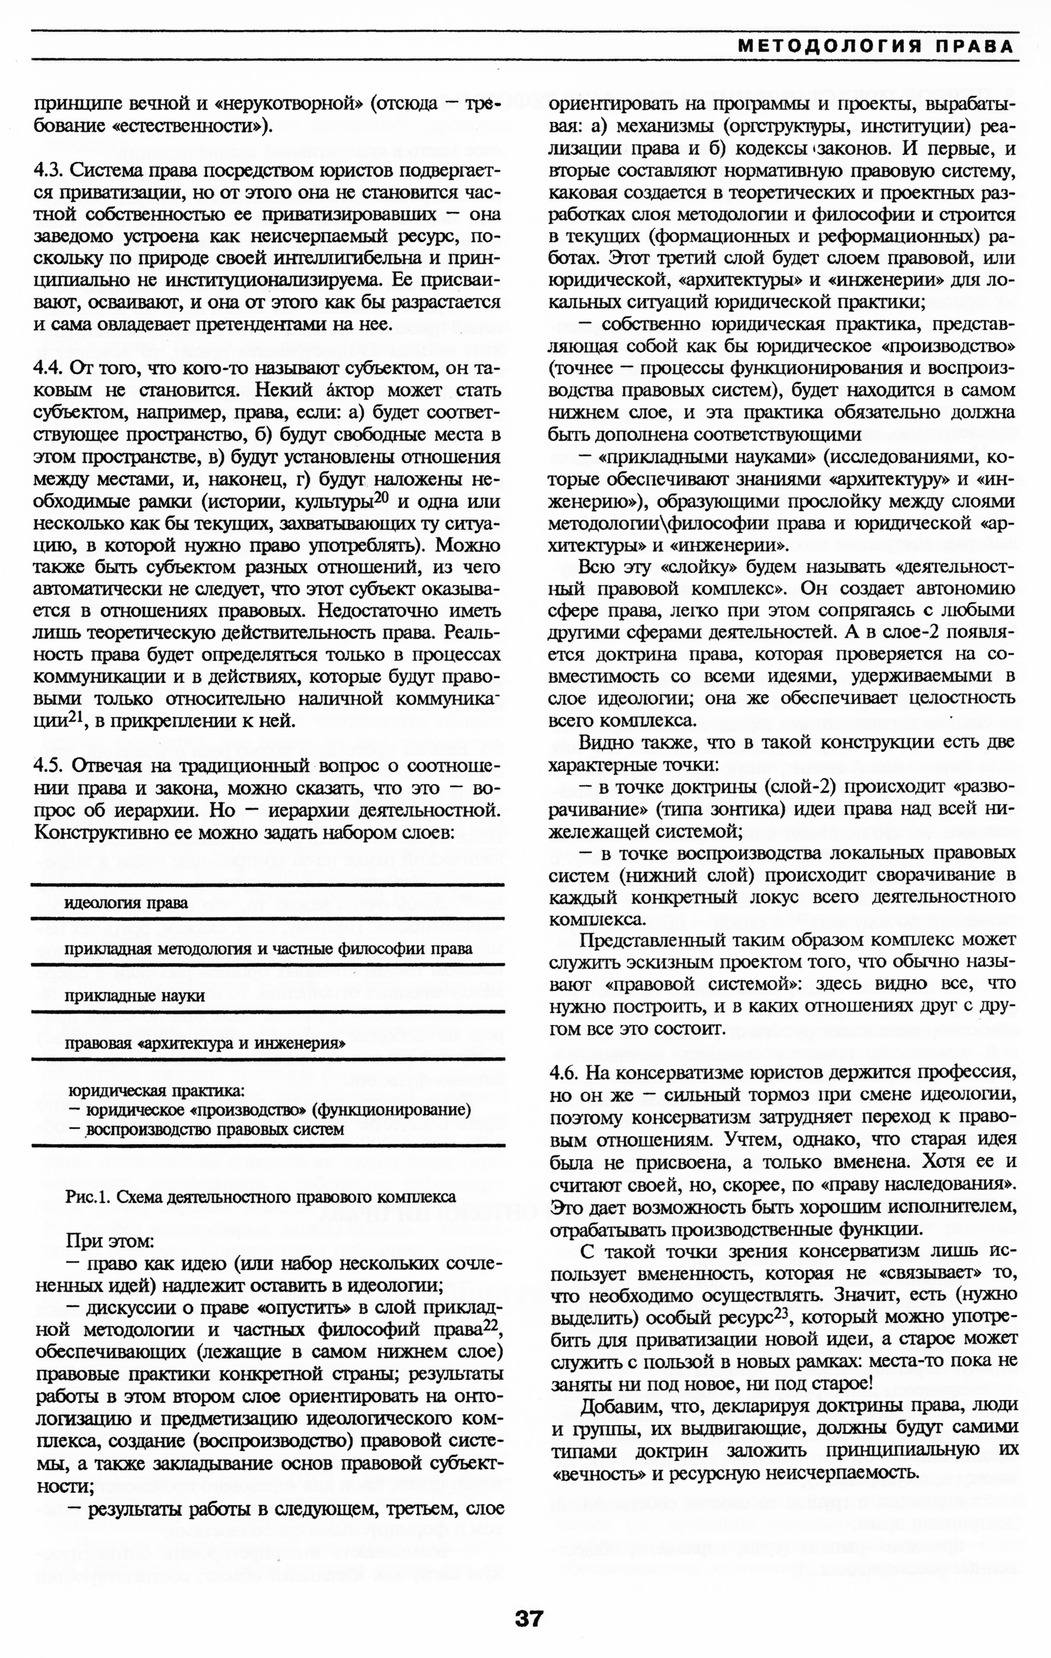 МЕТОДОЛОГИЯ ПРАВА
принципе вечной и «нерукотворной» (отсюда — тре-
бование «естественности»).
4.3. Система права посредством юристов подвергает-
ся приватизации, но от этого она не становится час-
тной собственностью ее приватизировавших — она
заведомо устроена как неисчерпаемый ресурс, по-
скольку по природе своей интеллигибельна и прин-
ципиально не институционализируема. Ее присваи-
вают, осваивают, и она от этого как бы разрастается
и сама овладевает претендентами на нее.
4.4. От того, что кого-то называют субъектом, он та-
ковым не становится. Некий áктор может стать
субъектом, например, права, если: а) будет соответ-
ствующее пространство, б) будут свободные места в
этом пространстве, в) будут установлены отношения
между местами, и, наконец, г) будут наложены не-
обходимые рамки (истории, культуры20 и одна или
несколько как бы текущих, захватывающих ту ситуа-
цию, в которой нужно право употреблять). Можно
также быть субъектом разных отношений, из чего
автоматически не следует, что этот субъект оказыва-
ется в отношениях правовых. Недостаточно иметь
лишь теоретическую действительность права. Реаль-
ность права будет определяться только в процессах
коммуникации и в действиях, которые будут право-
выми только относительно наличной коммуника-
ции21, в прикреплении к ней.
4.5. Отвечая на традиционный вопрос о соотноше-
нии права и закона, можно сказать, что это — во-
прос об иерархии. Но — иерархии деятельностной.
Конструктивно ее можно задать набором слоев:
идеология права
прикладная методология и частные философии права
прикладные науки
правовая «архитектура и инженерия»
юридическая практика:
— юридическое «производство» (функционирование)
— воспроизводство правовых систем
Рис.1. Схема деятельностного правового комплекса
При этом:
— право как идею (или набор нескольких сочле-
ненных идей) надлежит оставить в идеологии;
— дискуссии о праве «опустить» в слой приклад-
ной методологии и частных философий права22,
обеспечивающих (лежащие в самом нижнем слое)
правовые практики конкретной страны; результаты
работы в этом втором слое ориентировать на онто-
логизацию и предметизацию идеологического ком-
плекса, создание (воспроизводство) правовой систе-
мы, а также закладывание основ правовой субъект-
ности;
— результаты работы в следующем, третьем, слое
ориентировать на программы и проекты, вырабаты-
вая: а) механизмы (оргструктуры, институции) реа-
лизации права и б) кодексы законов. И первые, и
вторые составляют нормативную правовую систему,
каковая создается в теоретических и проектных раз-
работках слоя методологии и философии и строится
в текущих (формационных и реформационных) ра-
ботах. Этот третий слой будет слоем правовой, или
юридической, «архитектуры» и «инженерии» для ло-
кальных ситуаций юридической практики;
— собственно юридическая практика, представ-
ляющая собой как бы юридическое «производство»
(точнее — процессы функционирования и воспроиз-
водства правовых систем), будет находится в самом
нижнем слое, и эта практика обязательно должна
быть дополнена соответствующими
— «прикладными науками» (исследованиями, ко-
торые обеспечивают знаниями «архитектуру» и «ин-
женерию»), образующими прослойку между слоями
методологии\философии права и юридической «ар-
хитектуры» и «инженерии».
Всю эту «слойку» будем называть «деятельност-
ный правовой комплекс». Он создает автономию
сфере права, легко при этом сопрягаясь с любыми
другими сферами деятельностей. А в слое-2 появля-
ется доктрина права, которая проверяется на со-
вместимость со всеми идеями, удерживаемыми в
слое идеологии; она же обеспечивает целостность
всего комплекса.
Видно также, что в такой конструкции есть две
характерные точки:
— в точке доктрины (слой-2) происходит «разво-
рачивание» (типа зонтика) идеи права над всей ни-
жележащей системой;
— в точке воспроизводства локальных правовых
систем (нижний слой) происходит сворачивание в
каждый конкретный локус всего деятельностного
комплекса.
Представленный таким образом комплекс может
служить эскизным проектом того, что обычно назы-
вают «правовой системой»: здесь видно все, что
нужно построить, и в каких отношениях друг с дру-
гом все это состоит.
4.6. На консерватизме юристов держится профессия,
но он же — сильный тормоз при смене идеологии,
поэтому консерватизм затрудняет переход к право-
вым отношениям. Учтем, однако, что старая идея
была не присвоена, а только вменена. Хотя ее и
считают своей, но, скорее, по «праву наследования».
Это дает возможность быть хорошим исполнителем,
отрабатывать производственные функции.
С такой точки зрения консерватизм лишь ис-
пользует вмененность, которая не «связывает» то,
что необходимо осуществлять. Значит, есть (нужно
выделить) особый ресурс23, который можно употре-
бить для приватизации новой идеи, а старое может
служить с пользой в новых рамках: места-то пока не
заняты ни под новое, ни под старое!
Добавим, что, декларируя доктрины права, люди
и группы, их выдвигающие, должны будут самими
типами доктрин заложить принципиальную их
«вечность» и ресурсную неисчерпаемость.
37